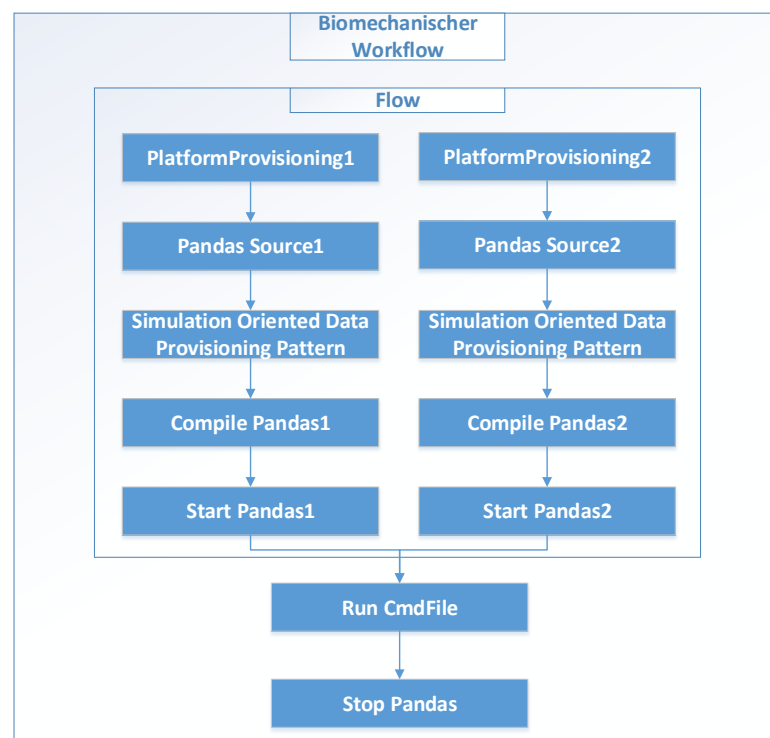 Biomechanischer
Workflow
Flow
PlatformProvisioning1
PlatformProvisioning2
Pandas Source1
Pandas Source2
Simulation Oriented Data
Provisioning Pattern
Simulation Oriented Data
Provisioning Pattern
Compile Pandas1
Compile Pandas2
Start Pandas1
Start Pandas2
Run CmdFile
Stop Pandas